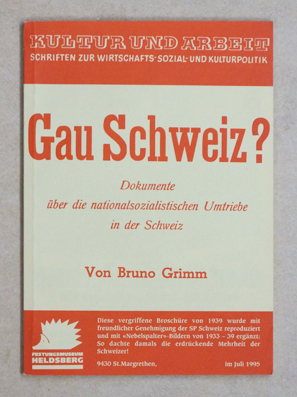 KULTUR UND ARBEIT
SCHRIFTEN ZUR WIRTSCHAFTS- SOZIAL- UND KULTURPOLITIK
Gau Schweiz?
Dokumente
über die nationalsozialistischen Umtriebe
in der Schweiz
Von Bruno Grimm
Diese vergriffene Broschüre von 1939 wurde mit
freundlicher Genehmigung der SP Schweiz reproduziert
und mit «Nebelspalter»-Bildern von 1933 – 39 ergänzt.
So dachte damals die erdrückende Mehrheit der
Schweizer!
FESTUNGSMUSEUM
HELDSBERG
9430 St.Margrethen, im Juli 1995